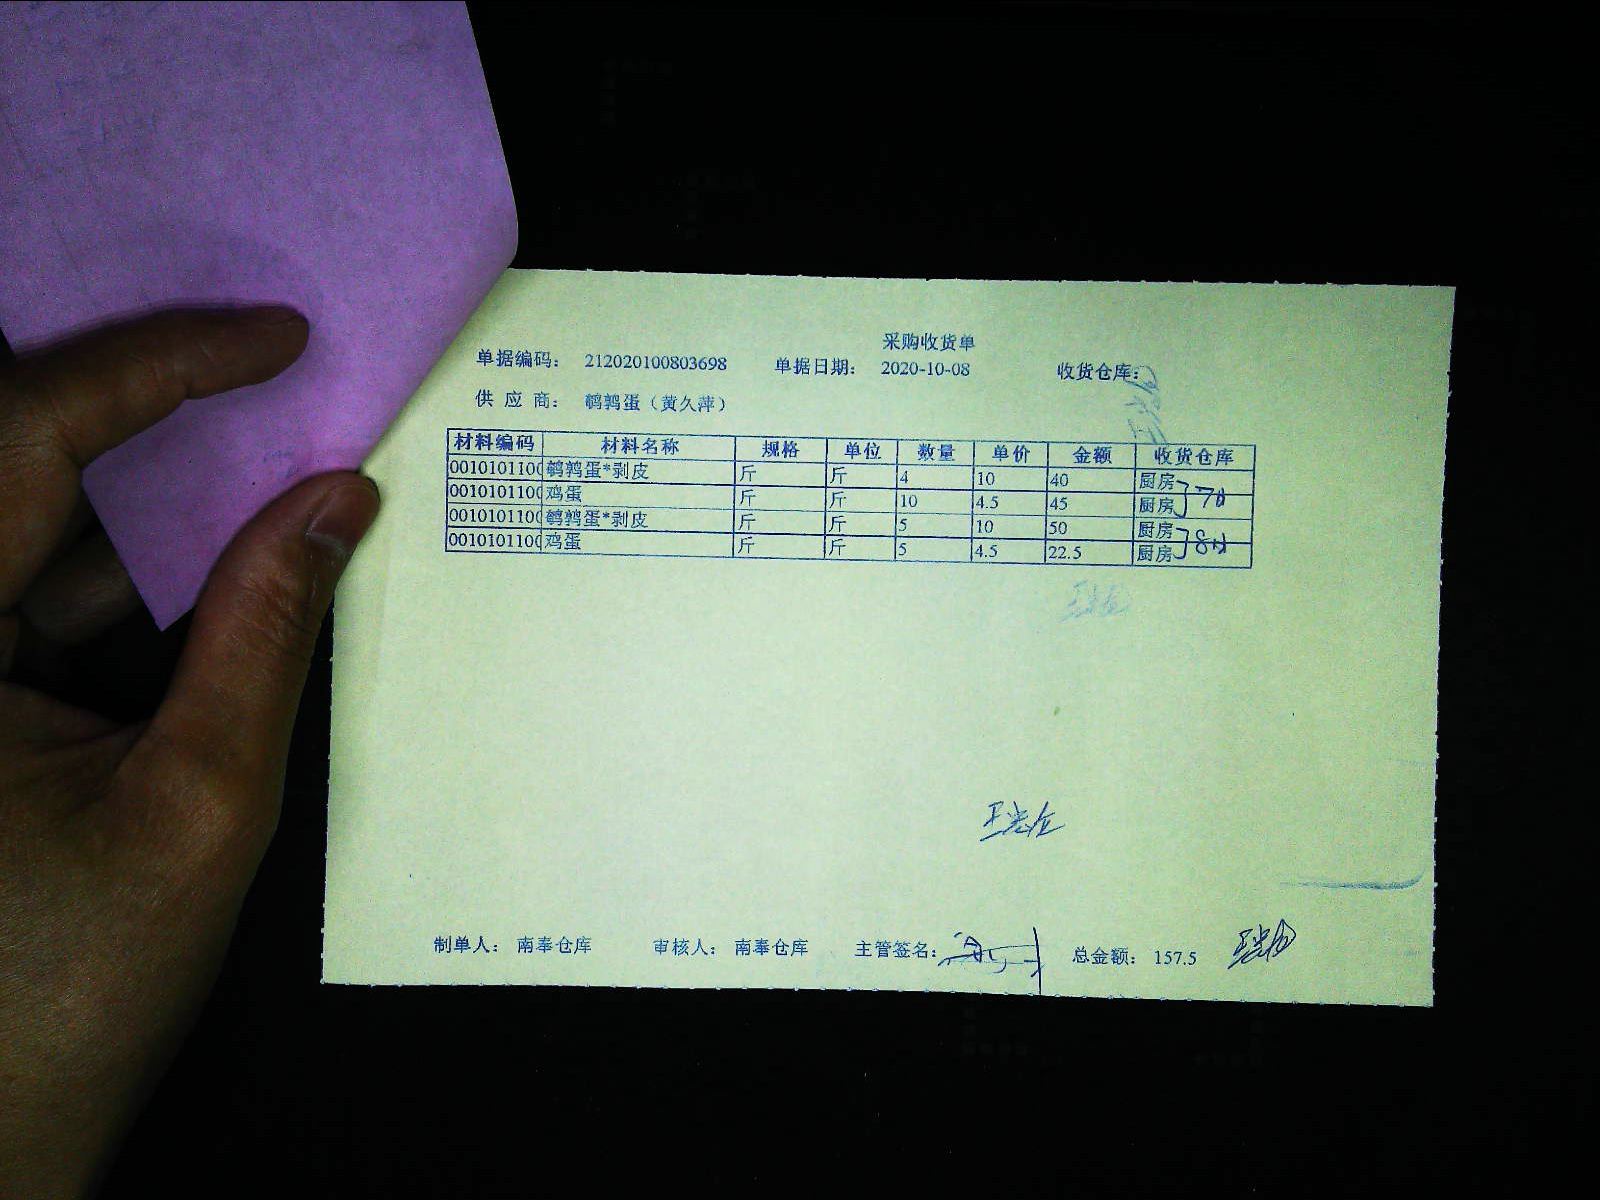 采购收货单
单据编码： 212020100803698 单据日期： 2020-10-08 收货仓库：
供 应 商： 鹌鹑蛋（黄久萍）
材料编码 材料名称 规格 单位 数量 单价 金额 收货仓库
0010101100 鹌鹑蛋*剥皮 斤 斤 4 10 40 厨房
0010101100 鸡蛋 斤 斤 10 4.5 45 厨房 7日
0010101100 鹌鹑蛋*剥皮 斤 斤 5 10 50 厨房
0010101100 鸡蛋 斤 斤 5 4.5 22.5 厨房 8日
制单人： 南奉仓库 审核人： 南奉仓库 主管签名： 总金额： 157.5